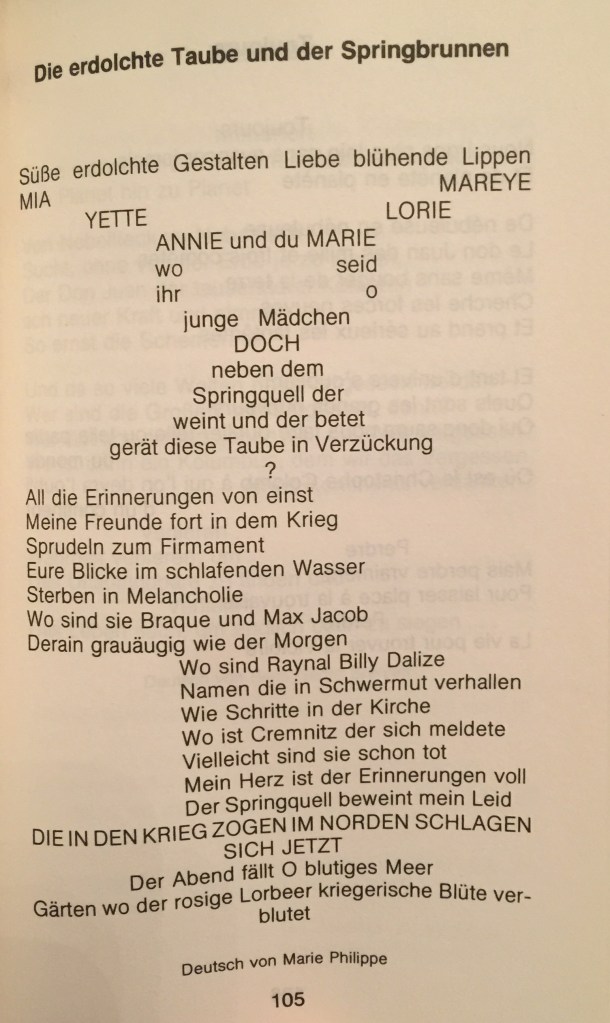 Die erdolchte Taube und der Springbrunnen
Süße erdolchte Gestalten Liebe blühende Lippen
MIA MAREYE
YETTE LORIE
ANNIE und du MARIE
wo seid
ihr o
junge Mädchen
DOCH
neben dem
Springquell der
weint und der betet
gerät diese Taube in Verzückung
?
All die Erinnerungen von einst
Meine Freunde fort in dem Krieg
Sprudeln zum Firmament
Eure Blicke im schlafenden Wasser
Sterben in Melancholie
Wo sind sie Braque und Max Jacob
Derain grauäugig wie der Morgen
Wo sind Raynal Billy Dalize
Namen die in Schwermut verhallen
Wie Schritte in der Kirche
Wo ist Cremnitz der sich meldete
Vielleicht sind sie schon tot
Mein Herz ist der Erinnerungen voll
Der Springquell beweint mein Leid
DIE IN DEN KRIEG ZOGEN IM NORDEN SCHLAGEN
SICH JETZT
Der Abend fällt O blutiges Meer
Gärten wo der rosige Lorbeer kriegerische Blüte ver-
blutet
Deutsch von Marie Philippe
105